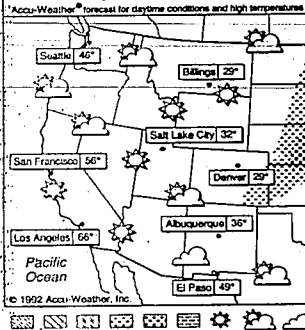 Accu-Weather® forecast for daytime conditions and high temperatures
Seattle 46°
Billings 29°
Salt Lake City 32°
San Francisco 56°
Denver 29°
Albuquerque 36°
Los Angeles 66°
Pacific
Ocean
El Paso 49°
© 1992 Accu-Weather, Inc.